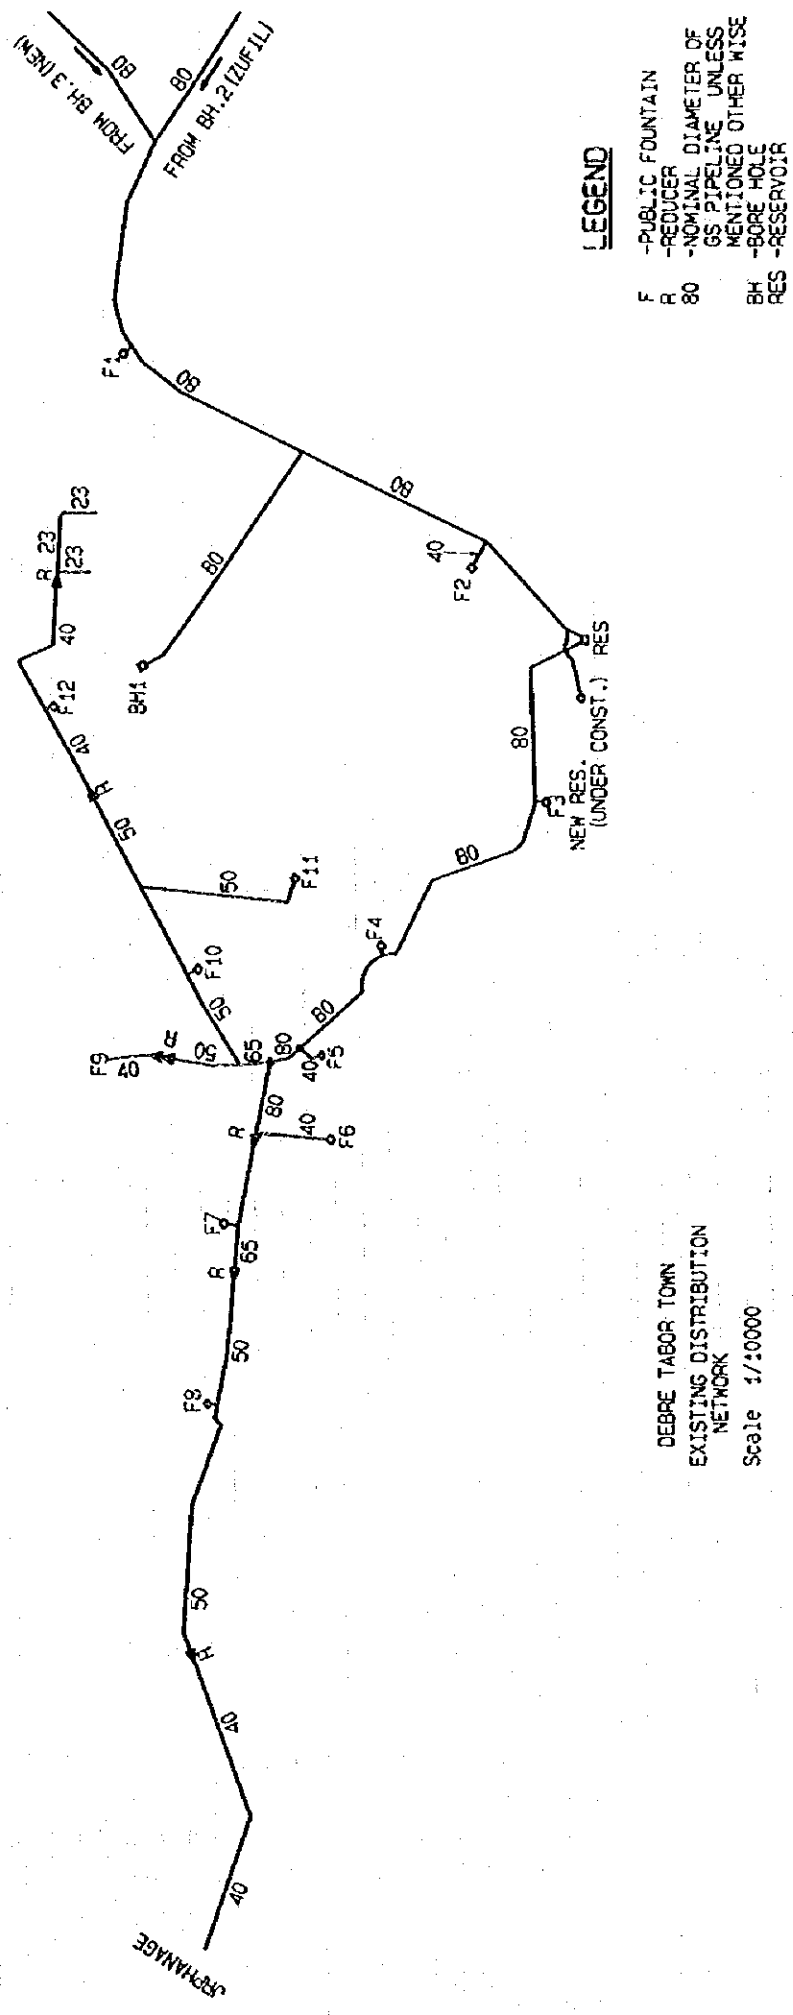 DEBRE TABOR TOWN
EXISTING DISTRIBUTION
NETWORK
Scale 1/10000
LEGEND
F -PUBLIC FOUNTAIN
R -REDUCER
80 -NOMINAL DIAMETER OF
GS PIPELINE UNLESS
MENTIONED OTHER WISE
BH -BORE HOLE
RES -RESERVOIR
FROM BH.3 (NEW)
80
80
FROM BH.2 (ZUFIL)
F1
80
80
BH1
80
40
F2
RES
NEW RES.
(UNDER CONST.)
80
F3
80
F4
80
40
F5
80
65
80
R
40
F6
F7
65
R
50
F8
50
R
40
40
ORPHANAGE
F9
40
R
50
50
F10
50
F11
50
R
40
F12
40
R
23
23
23